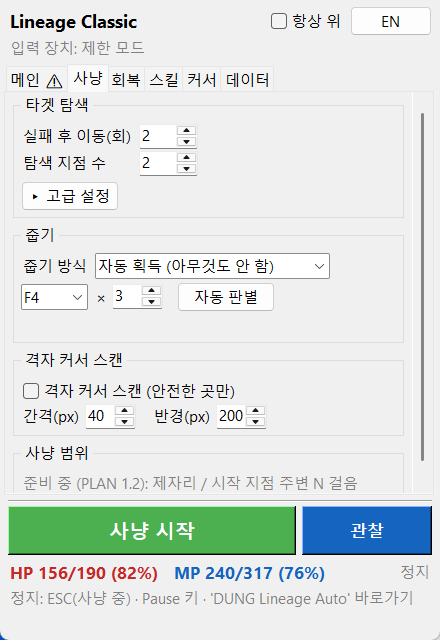 Lineage Classic
항상 위
EN
입력 장치: 제한 모드
메인 ⚠ 사냥 회복 스킬 커서 데이터
타겟 탐색
실패 후 이동(회) 2
탐색 지점 수 2
▸ 고급 설정
줍기
줍기 방식 자동 획득 (아무것도 안 함)
F4 × 3 자동 판별
격자 커서 스캔
격자 커서 스캔 (안전한 곳만)
간격(px) 40 반경(px) 200
사냥 범위
준비 중 (PLAN 1.2): 제자리 / 시작 지점 주변 N 걸음
사냥 시작 관찰
HP 156/190 (82%) MP 240/317 (76%) 정지
정지: ESC(사냥 중) · Pause 키 · 'DUNG Lineage Auto' 바로가기